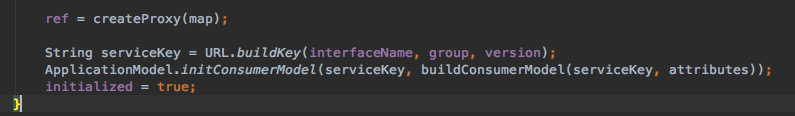 ref = createProxy(map);
String serviceKey = URL.buildKey(interfaceName, group, version);
ApplicationModel.initConsumerModel(serviceKey, buildConsumerModel(serviceKey, attributes));
initialized = true;
}